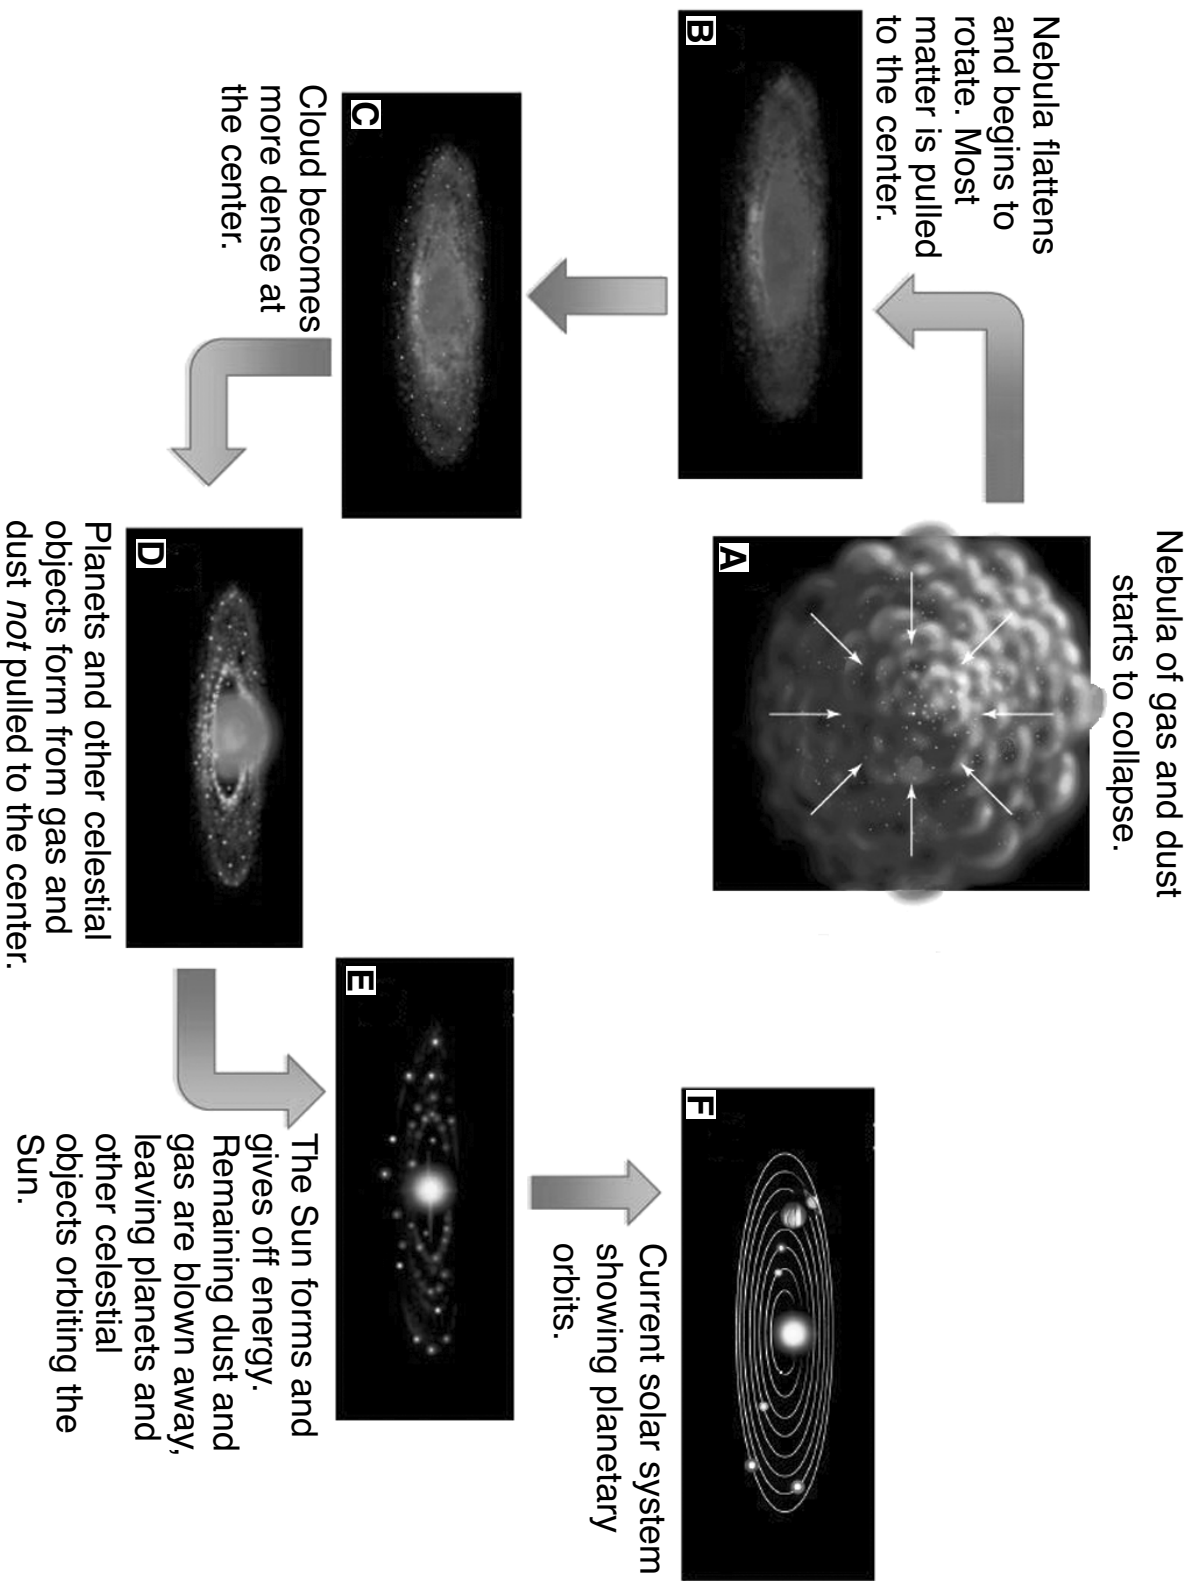 Nebula of gas and dust
starts to collapse.
A
Nebula flattens
and begins to
rotate. Most
matter is pulled
to the center.
B
C
Cloud becomes
more dense at
the center.
D
Planets and other celestial
objects form from gas and
dust not pulled to the center.
E
The Sun forms and
gives off energy.
Remaining dust and
gas are blown away,
leaving planets and
other celestial
objects orbiting the
Sun.
F
Current solar system
showing planetary
orbits.